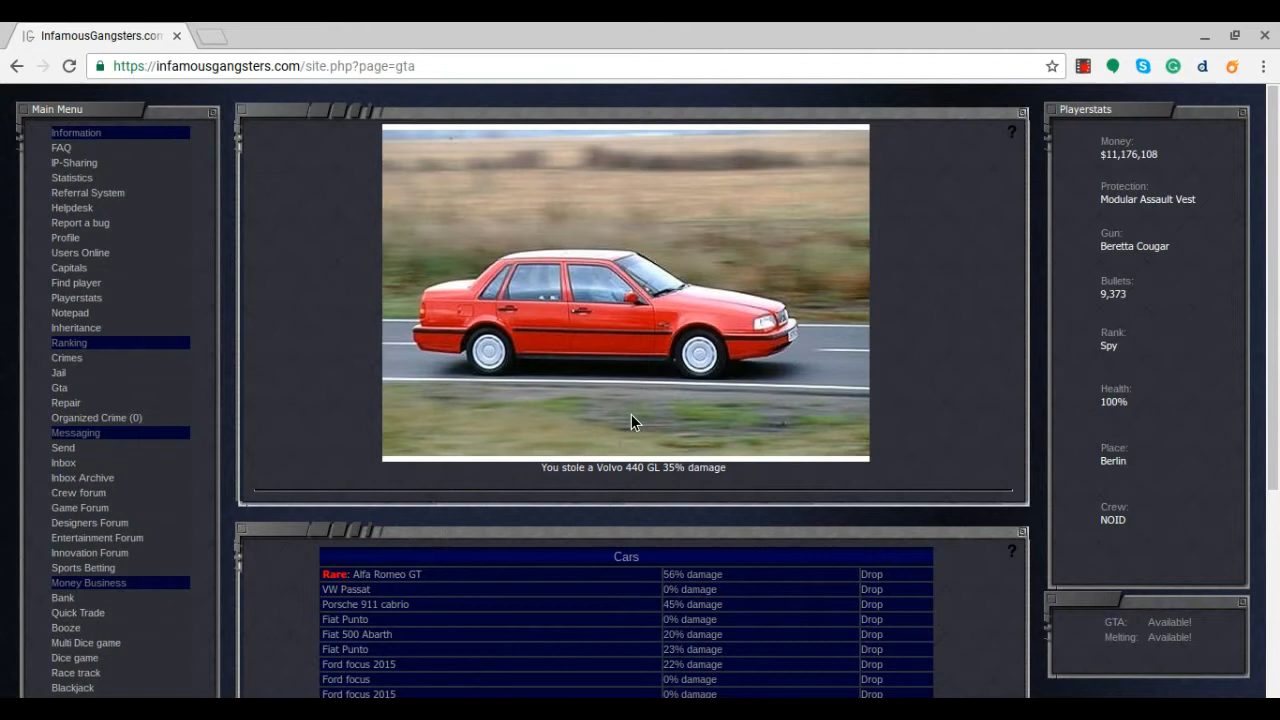 InfamousGangsters.com
https://infamousgangsters.com/site.php?page=gta
Main Menu
Information
FAQ
IP-Sharing
Statistics
Referral System
Helpdesk
Report a bug
Profile
Users Online
Capitals
Find player
Playerstats
Notepad
Inheritance
Ranking
Crimes
Jail
Gta
Repair
Organized Crime (0)
Messaging
Send
Inbox
Inbox Archive
Crew forum
Game Forum
Designers Forum
Entertainment Forum
Innovation Forum
Sports Betting
Money Business
Bank
Quick Trade
Booze
Multi Dice game
Dice game
Race track
Blackjack
?
You stole a Volvo 440 GL 35% damage
?
Cars
Rare: Alfa Romeo GT 56% damage Drop
VW Passat 0% damage Drop
Porsche 911 cabrio 45% damage Drop
Fiat Punto 0% damage Drop
Fiat 500 Abarth 20% damage Drop
Fiat Punto 23% damage Drop
Ford focus 2015 22% damage Drop
Ford focus 0% damage Drop
Ford focus 2015 0% damage Drop
Playerstats
Money:
$11,176,108
Protection:
Modular Assault Vest
Gun:
Beretta Cougar
Bullets:
9,373
Rank:
Spy
Health:
100%
Place:
Berlin
Crew:
NOID
GTA: Available!
Melting: Available!